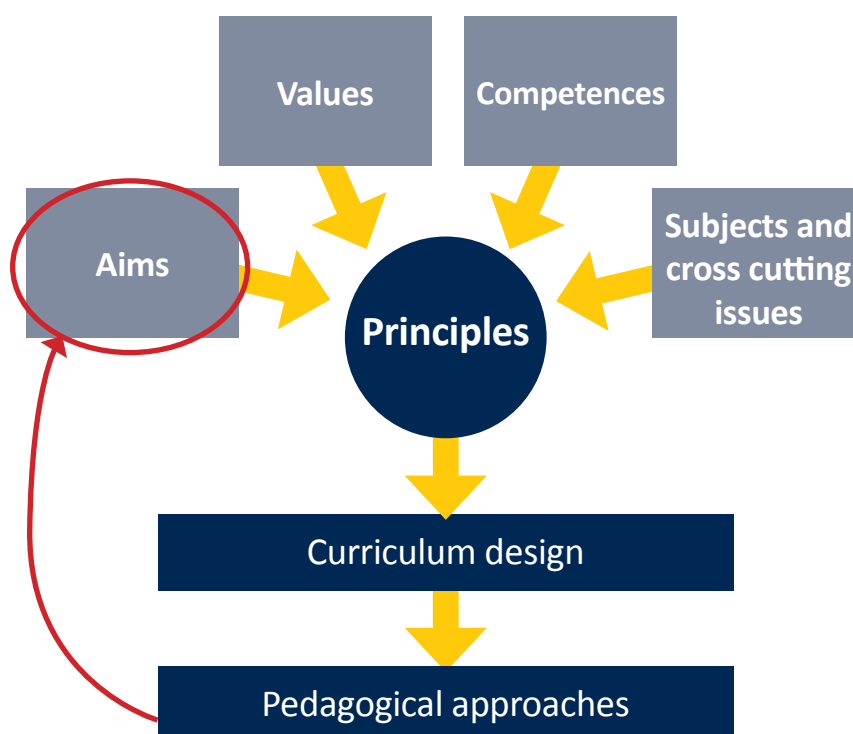 Values
Competences
Aims
Subjects and
cross cutting
issues
Principles
Curriculum design
Pedagogical approaches